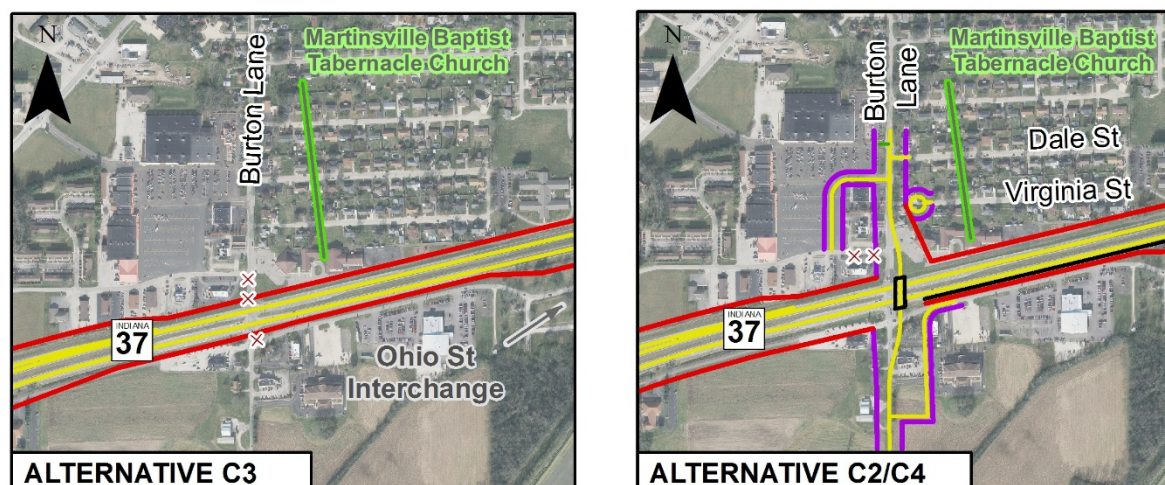 N
Martinsville Baptist
Tabernacle Church
Burton Lane
INDIANA
37
Ohio St
Interchange
ALTERNATIVE C3
N
Burton
Lane
Martinsville Baptist
Tabernacle Church
Dale St
Virginia St
INDIANA
37
ALTERNATIVE C2/C4